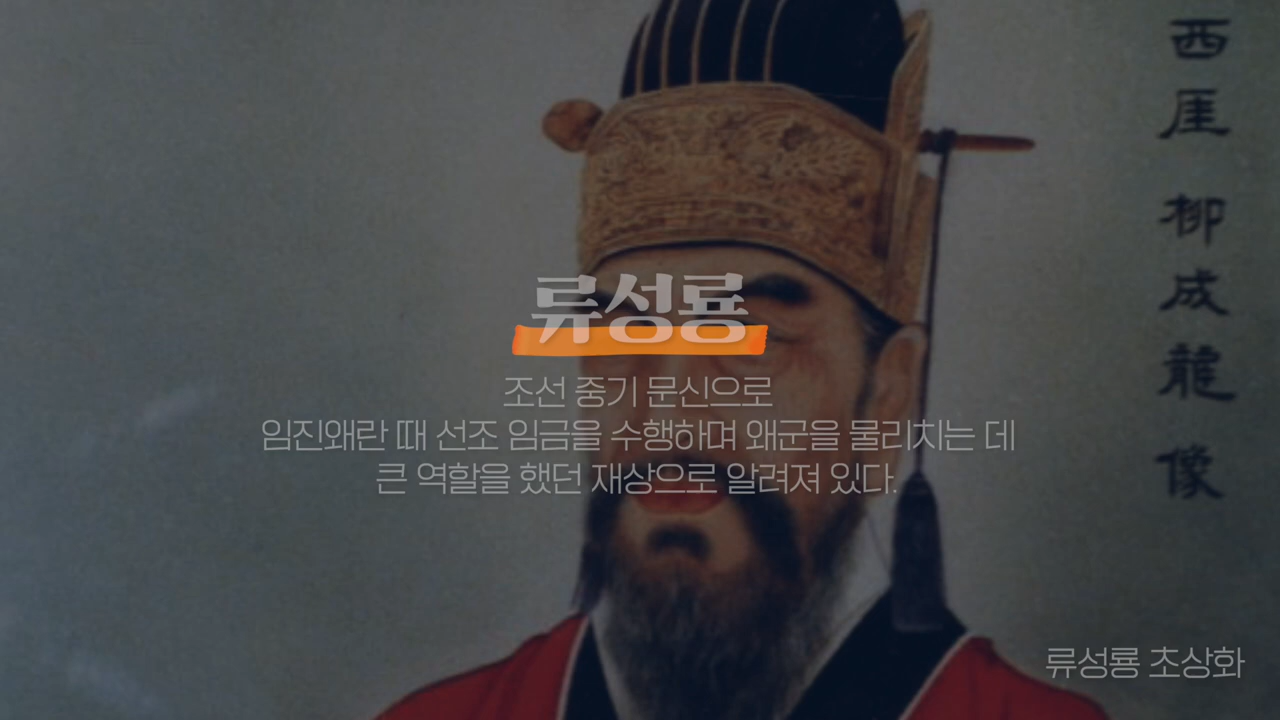 류성룡
조선 중기 문신으로
임진왜란 때 선조 임금을 수행하며 왜군을 물리치는 데
큰 역할을 했던 재상으로 알려져 있다.
西厓 柳成龍 像
류성룡 초상화